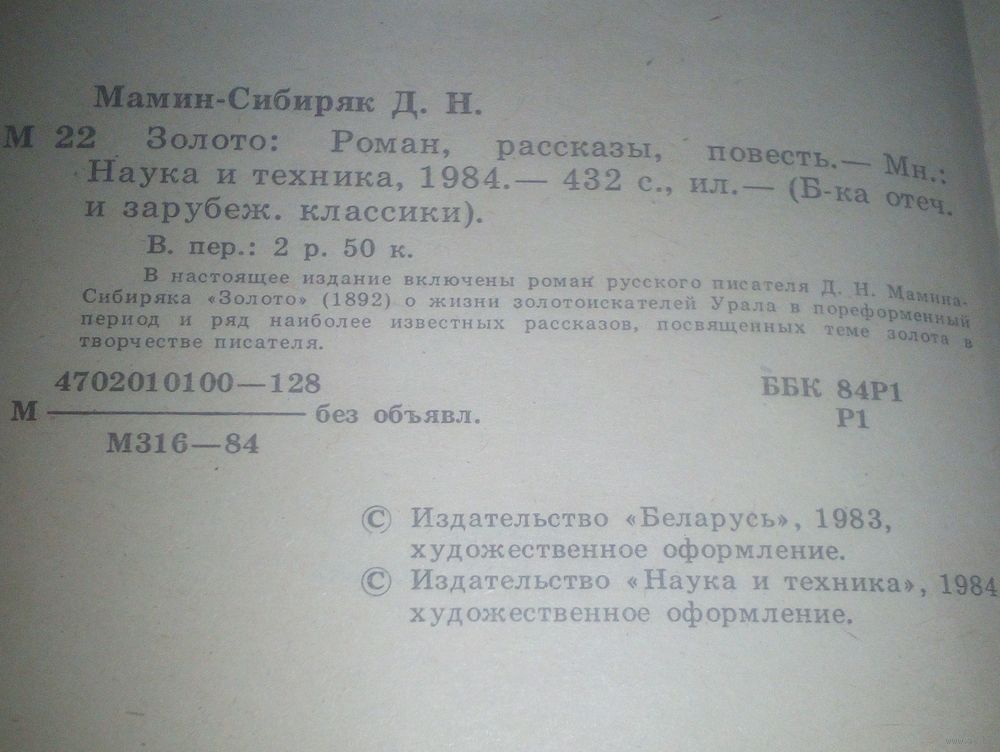 Мамин-Сибиряк Д. Н.
М 22 Золото: Роман, рассказы, повесть.— Мн.:
Наука и техника, 1984.— 432 с., ил.— (Б-ка отеч.
и зарубеж. классики).
В. пер.: 2 р. 50 к.
В настоящее издание включены роман русского писателя Д. Н. Мамина-
Сибиряка «Золото» (1892) о жизни золотоискателей Урала в пореформенный
период и ряд наиболее известных рассказов, посвященных теме золота в
творчестве писателя.
4702010100—128
М ——— без объявл.
М316—84
ББК 84Р1
Р1
© Издательство «Беларусь», 1983,
художественное оформление.
© Издательство «Наука и техника», 1984
художественное оформление.